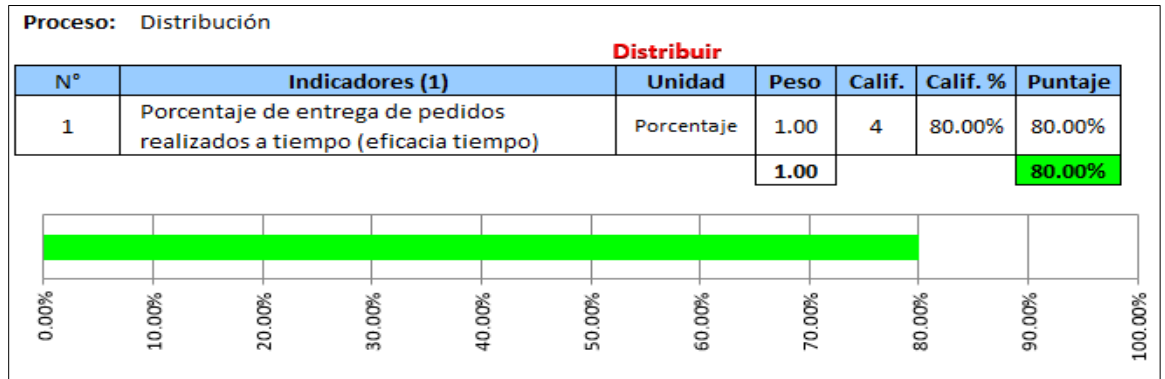 Proceso: Distribución
Distribuir
N° Indicadores (1) Unidad Peso Calif. Calif. % Puntaje
1 Porcentaje de entrega de pedidos realizados a tiempo (eficacia tiempo) Porcentaje 1.00 4 80.00% 80.00%
1.00 80.00%
0.00% 10.00% 20.00% 30.00% 40.00% 50.00% 60.00% 70.00% 80.00% 90.00% 100.00%